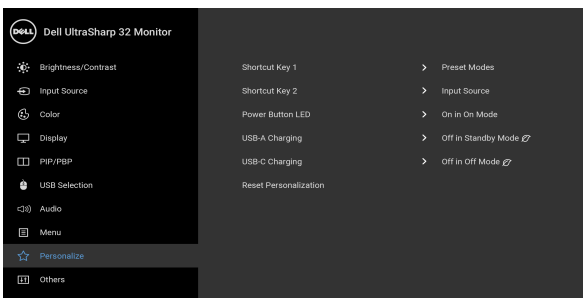 DELL Dell UltraSharp 32 Monitor
Brightness/Contrast
Input Source
Color
Display
PIP/PBP
USB Selection
Audio
Menu
Personalize
Others
Shortcut Key 1 > Preset Modes
Shortcut Key 2 > Input Source
Power Button LED > On in On Mode
USB-A Charging > Off in Standby Mode
USB-C Charging > Off in Off Mode
Reset Personalization